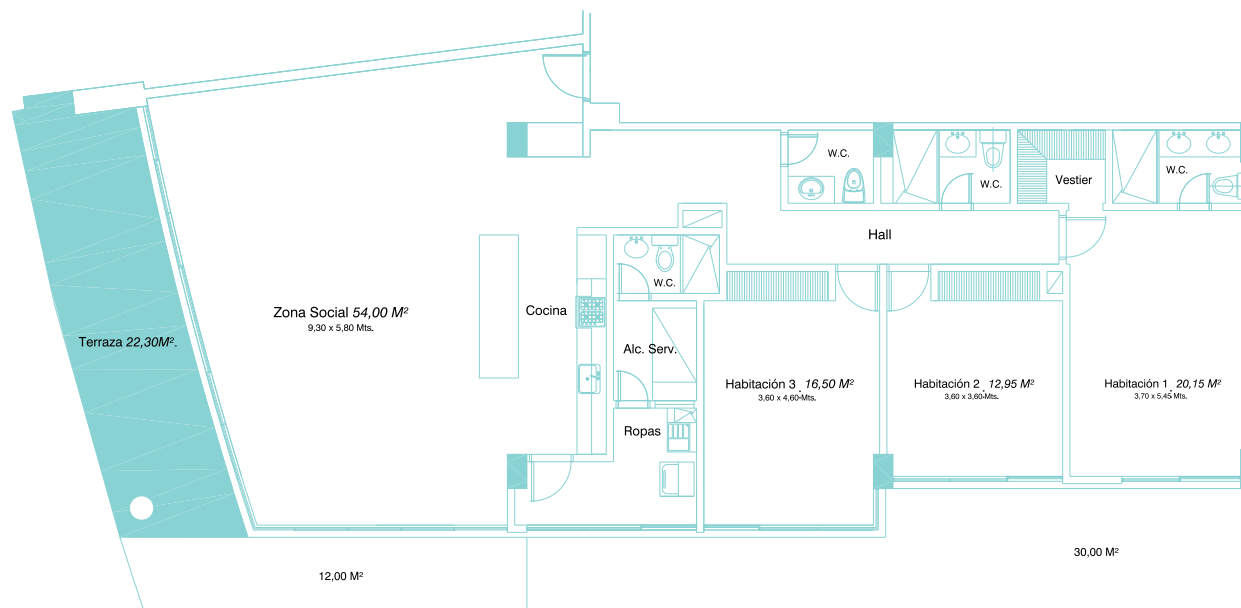 W.C.
W.C.
W.C.
Vestier
Hall
W.C.
Cocina
Zona Social 54,00 M²
9,30 x 5,80 Mts.
Terraza 22,30M².
Alc. Serv.
Habitación 3 . 16,50 M²
3,60 x 4,60 Mts.
Habitación 2 . 12,95 M²
3,60 x 3,60 Mts.
Habitación 1 . 20,15 M²
3,70 x 5,45 Mts.
Ropas
12,00 M²
30,00 M²